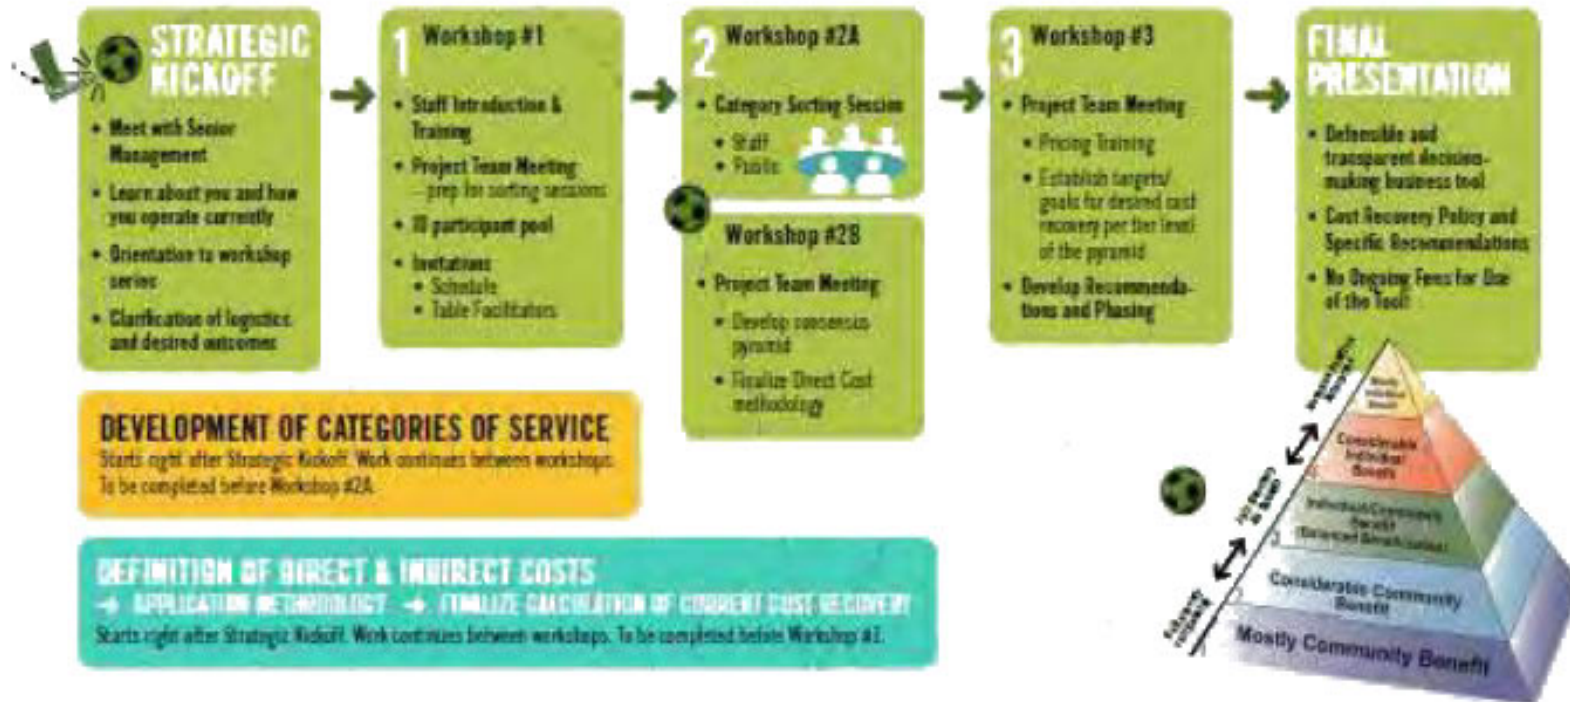 STRATEGIC
KICKOFF
• Meet with Senior
Management
• Learn about you and how
you operate currently
• Orientation to workshop
series
• Clarification of logistics
and desired outcomes
1
Workshop #1
• Staff Introduction &
Training
• Project Team Meeting
– prep for sorting sessions
• ID participant pool
• Invitations
• Schedule
• Table Facilitators
2
Workshop #2A
• Category Sorting Session
• Staff
• Public
Workshop #2B
• Project Team Meeting
• Develop consensus
pyramid
• Finalize Direct Cost
methodology
3
Workshop #3
• Project Team Meeting
• Pricing Training
• Establish targets/
goals for desired cost
recovery per tier level
of the pyramid
• Develop Recommenda-
tions and Phasing
FINAL
PRESENTATION
• Defensible and
transparent decision-
making business tool
• Cost Recovery Policy and
Specific Recommendations
• No Ongoing Fees for Use
of the Tool!
DEVELOPMENT OF CATEGORIES OF SERVICE
Starts right after Strategic Kickoff. Work continues between workshops.
To be completed before Workshop #2A.
DEFINITION OF DIRECT & INDIRECT COSTS
→ APPLICATION METHODOLOGY → FINALIZE CALCULATION OF CURRENT COST RECOVERY
Starts right after Strategic Kickoff. Work continues between workshops. To be completed before Workshop
Mostly
Individual
Benefit
Considerable
Individual
Benefit
Individual/Community
Benefit
Considerable Community
Benefit
Mostly Community Benefit